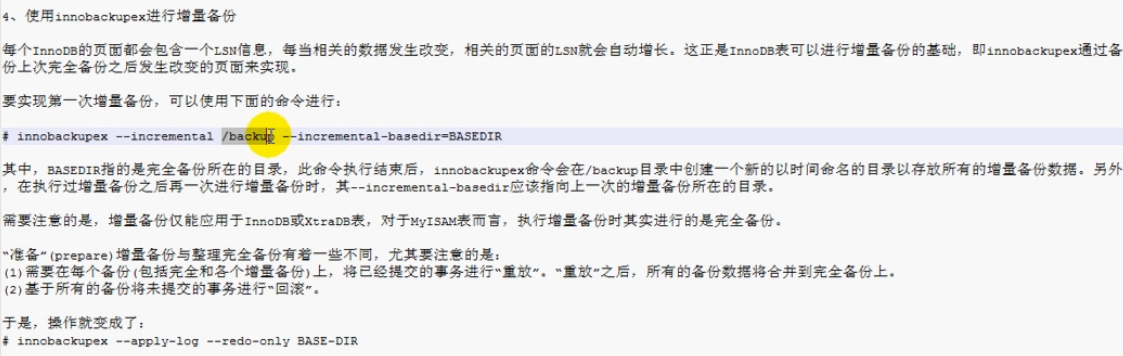 4、使用innobackupex进行增量备份
每个InnoDB的页面都会包含一个LSN信息，每当相关的数据发生改变，相关的页面的LSN就会自动增长。这正是InnoDB表可以进行增量备份的基础，即innobackupex通过备
份上次完全备份之后发生改变的页面来实现。
要实现第一次增量备份，可以使用下面的命令进行：
# innobackupex --incremental /backup --incremental-basedir=BASEDIR
其中，BASEDIR指的是完全备份所在的目录，此命令执行结束后，innobackupex命令会在/backup目录中创建一个新的以时间命名的目录以存放所有的增量备份数据。另外
，在执行过增量备份之后再一次进行增量备份时，其--incremental-basedir应该指向上一次的增量备份所在的目录。
需要注意的是，增量备份仅能应用于InnoDB或XtraDB表，对于MyISAM表而言，执行增量备份时其实进行的是完全备份。
“准备”(prepare)增量备份与整理完全备份有着一些不同，尤其要注意的是：
(1)需要在每个备份(包括完全和各个增量备份)上，将已经提交的事务进行“重放”。“重放”之后，所有的备份数据将合并到完全备份上。
(2)基于所有的备份将未提交的事务进行“回滚”。
于是，操作就变成了：
# innobackupex --apply-log --redo-only BASE-DIR